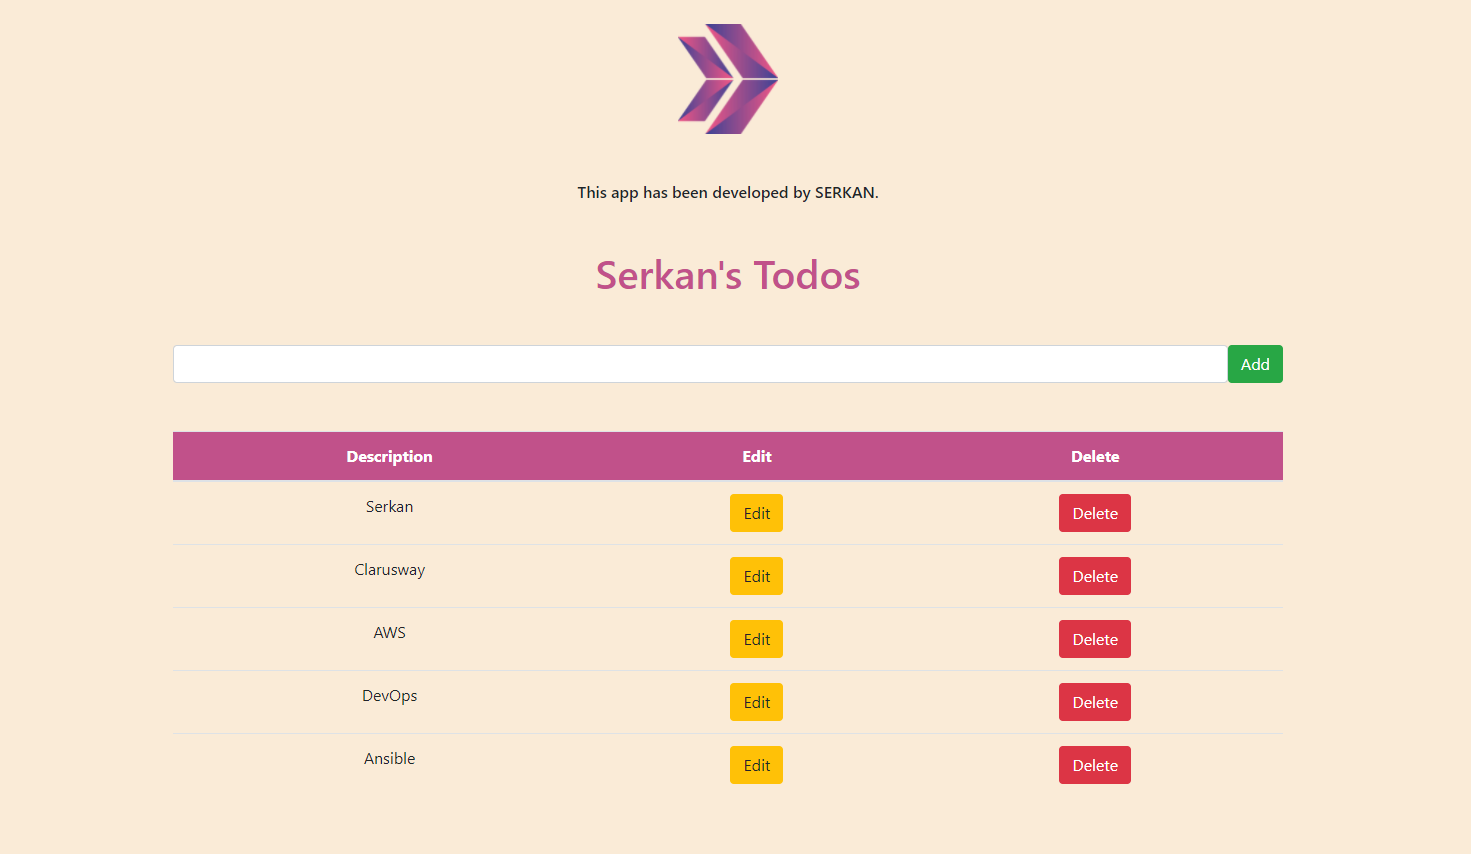 This app has been developed by SERKAN.
Serkan's Todos
Add
Description Edit Delete
Serkan Edit Delete
Clarusway Edit Delete
AWS Edit Delete
DevOps Edit Delete
Ansible Edit Delete